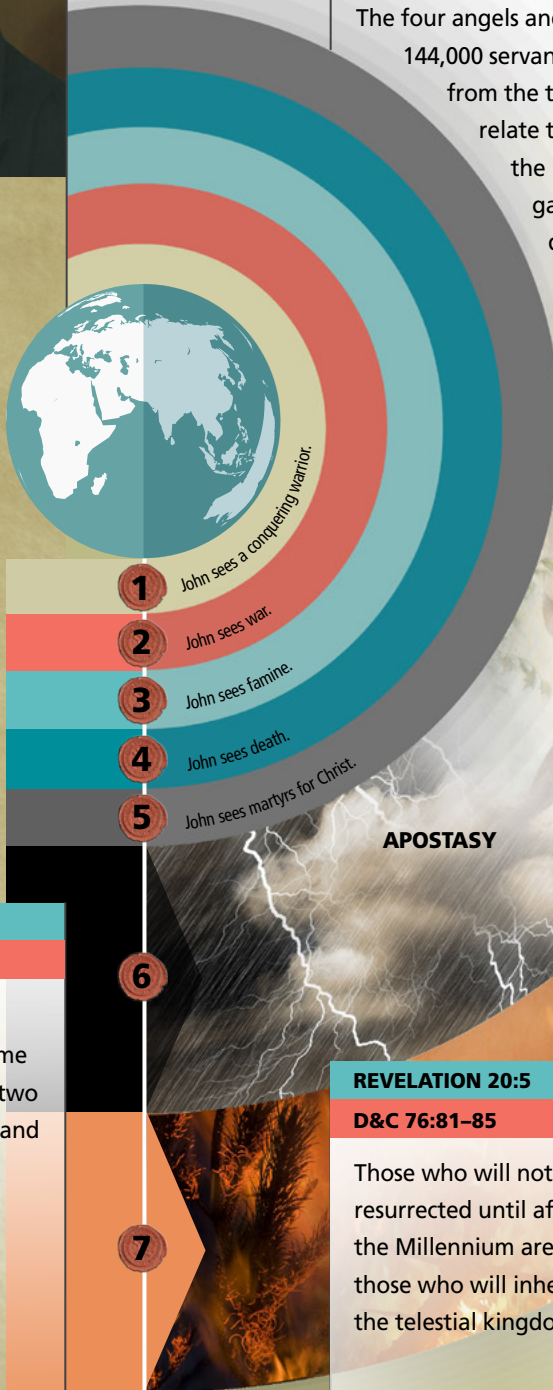 The four angels and
144,000 servan
from the t
relate t
the
ga
John sees a conquering warrior.
1
John sees war.
2
John sees famine.
3
John sees death.
4
John sees martyrs for Christ.
5
APOSTASY
6
me
two
and
REVELATION 20:5
D&C 76:81–85
Those who will not
resurrected until af
the Millennium are
those who will inhe
the telestial kingdo
7